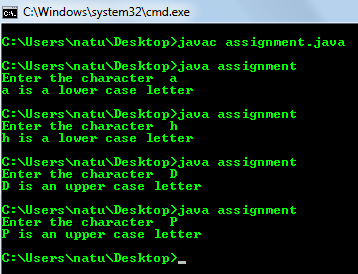 C:\Windows\system32\cmd.exe
C:\Users\natu\Desktop>javac assignment.java
C:\Users\natu\Desktop>java assignment
Enter the character  a
a is a lower case letter
C:\Users\natu\Desktop>java assignment
Enter the character  h
h is a lower case letter
C:\Users\natu\Desktop>java assignment
Enter the character  D
D is an upper case letter
C:\Users\natu\Desktop>java assignment
Enter the character  P
P is an upper case letter
C:\Users\natu\Desktop>_